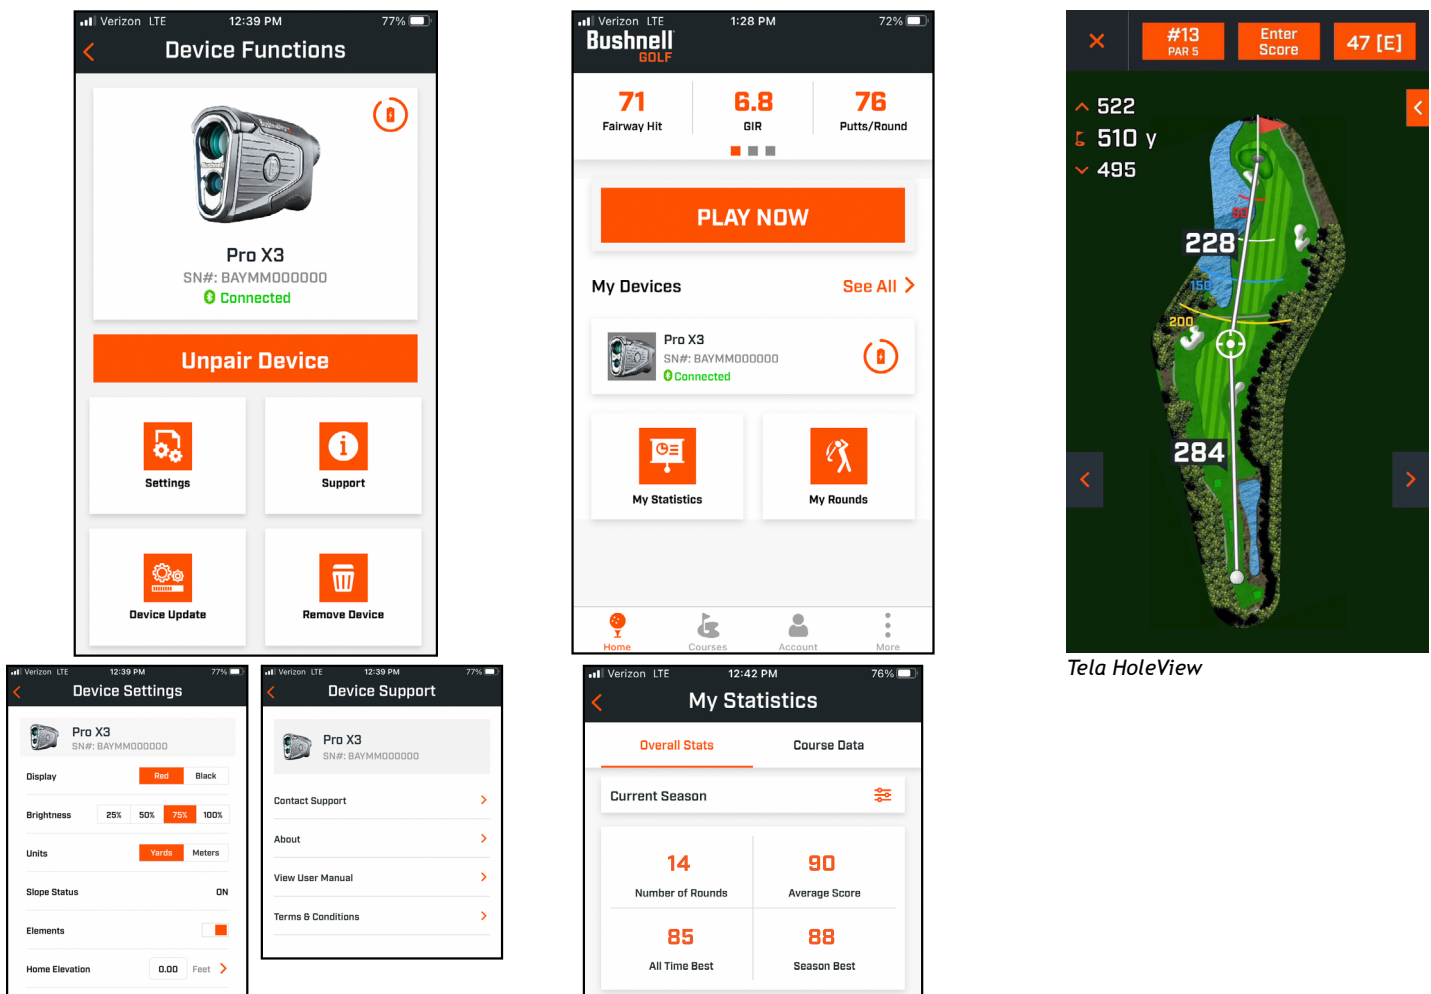 Verizon LTE 12:39 PM 77%
Device Functions
Pro X3
SN#: BAYMM000000
Connected
Unpair Device
Settings
Support
Device Update
Remove Device
Verizon LTE 1:28 PM 72%
Bushnell
GOLF
71 6.8 76
Fairway Hit GIR Putts/Round
PLAY NOW
My Devices See All
Pro X3
SN#: BAYMM000000
Connected
My Statistics
My Rounds
Home Courses Account More
#13
PAR 5
Enter
Score
47 [E]
522
510 y
495
50
228
150
200
284
Tela HoleView
Verizon LTE 12:39 PM 77%
Device Settings
Pro X3
SN#: BAYMM000000
Display Red Black
Brightness 25% 50% 75% 100%
Units Yards Meters
Slope Status ON
Elements
Home Elevation 0.00 Feet
Verizon LTE 12:39 PM 77%
Device Support
Pro X3
SN#: BAYMM000000
Contact Support
About
View User Manual
Terms & Conditions
Verizon LTE 12:42 PM 76%
My Statistics
Overall Stats Course Data
Current Season
14 90
Number of Rounds Average Score
85 88
All Time Best Season Best